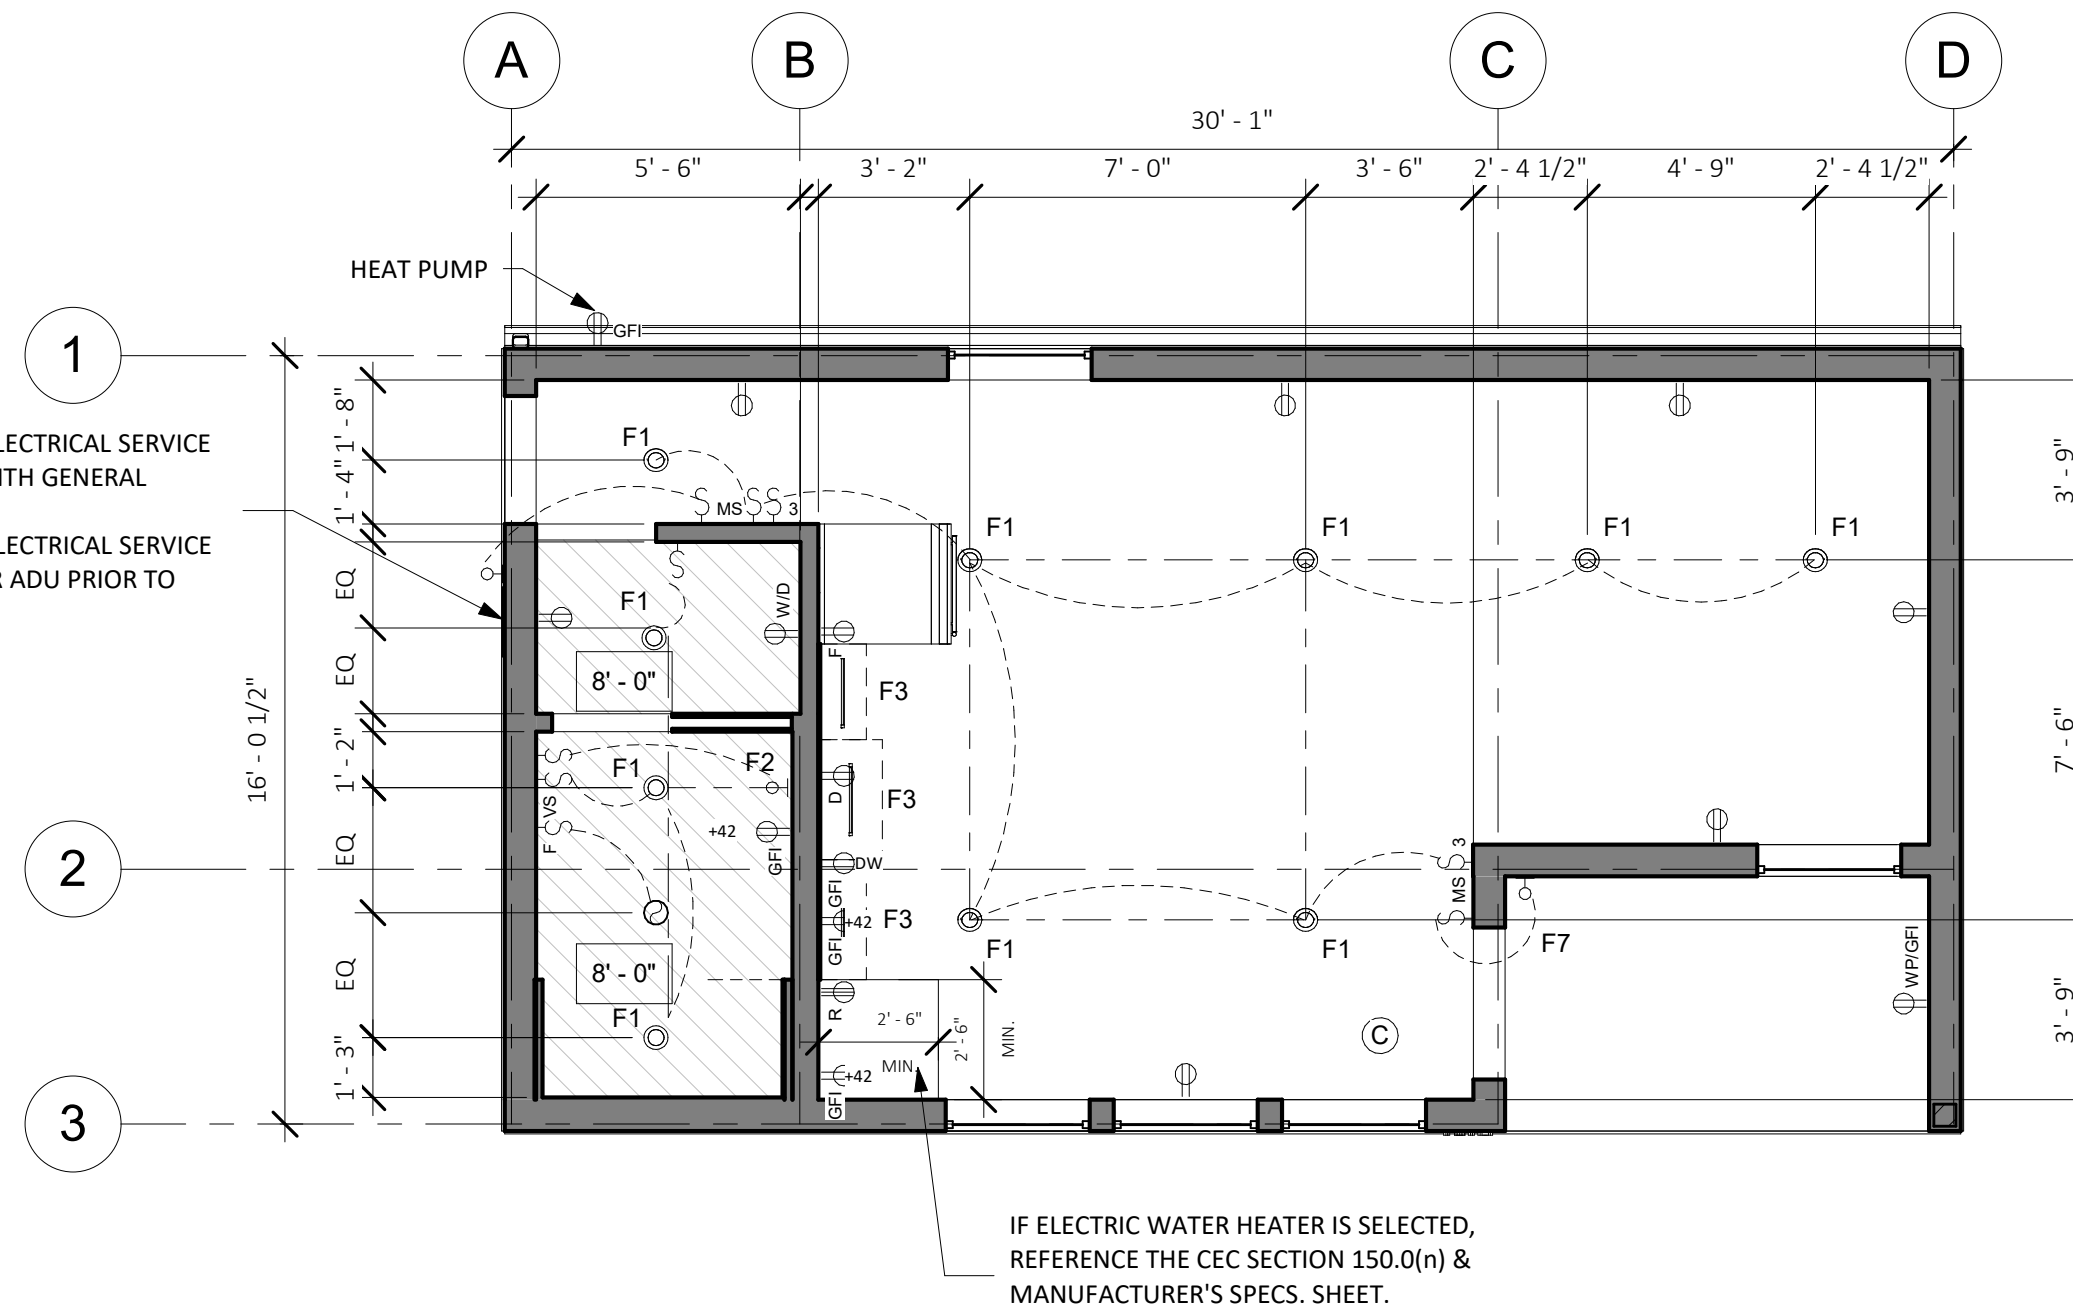 A
B
C
D
30' - 1"
5' - 6"
3' - 2"
7' - 0"
3' - 6"
2' - 4 1/2"
4' - 9"
2' - 4 1/2"
HEAT PUMP
GFI
1
1' - 8"
3' - 9"
LECTRICAL SERVICE
ITH GENERAL
F1
1' - 4"
MS
3
F1
F1
F1
F1
LECTRICAL SERVICE
R ADU PRIOR TO
EQ
F1
W/D
EQ
8' - 0"
F
F3
16' - 0 1/2"
1' - 2"
F1
F2
7' - 6"
VS
D
F3
F
+42
GFI
2
EQ
DW
3
GFI
MS
+42
F3
GFI
F1
F1
F7
WP/GFI
EQ
8' - 0"
F1
R
2' - 6"
2' - 6"
MIN.
C
3' - 9"
1' - 3"
+42
MIN.
GFI
3
IF ELECTRIC WATER HEATER IS SELECTED,
REFERENCE THE CEC SECTION 150.0(n) &
MANUFACTURER'S SPECS. SHEET.